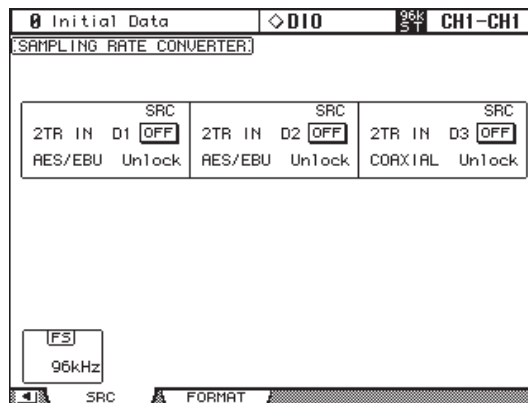 0 Initial Data ◇DIO 96K ST CH1-CH1
SAMPLING RATE CONVERTER
SRC SRC SRC
2TR IN D1 OFF 2TR IN D2 OFF 2TR IN D3 OFF
AES/EBU Unlock AES/EBU Unlock COAXIAL Unlock
FS
96kHz
SRC FORMAT